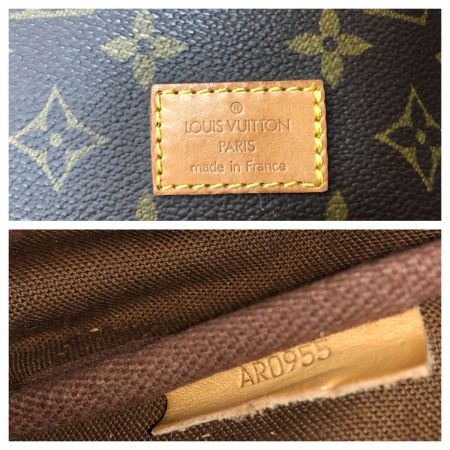 ®
LOUIS VUITTON
PARIS
made in France
AR0955